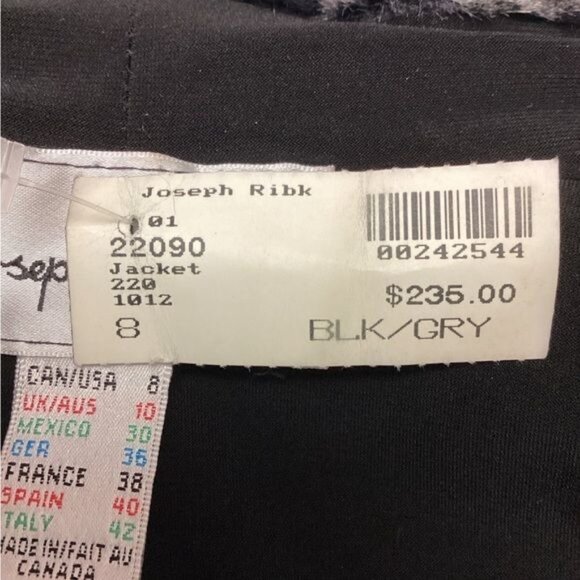 Joseph Ribk
01
22090
Jacket
220
1012
8
00242544
$235.00
BLK/GRY
sep
CAN/USA 8
UK/AUS 10
MEXICO 30
GER 36
FRANCE 38
SPAIN 40
ITALY 42
MADE IN/FAIT AU
CANADA